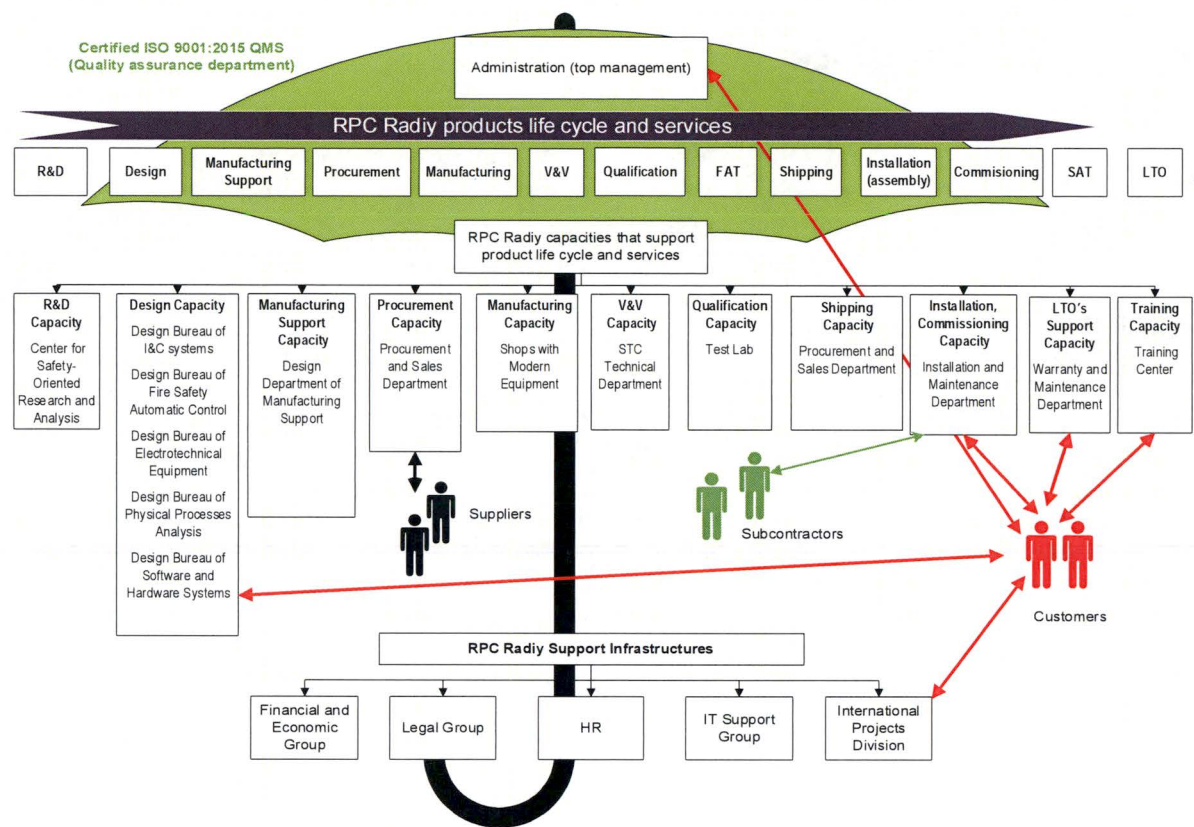 Certified ISO 9001:2015 QMS
(Quality assurance department)
Administration (top management)
RPC Radiy products life cycle and services
R&D
Design
Manufacturing
Support
Procurement
Manufacturing
V&V
Qualification
FAT
Shipping
Installation
(assembly)
Commisioning
SAT
LTO
RPC Radiy capacities that support
product life cycle and services
R&D
Capacity
Center for
Safety-
Oriented
Research and
Analysis
Design Capacity
Design Bureau of
I&C systems
Design Bureau of
Fire Safety
Automatic Control
Design Bureau of
Electrotechnical
Equipment
Design Bureau of
Physical Processes
Analysis
Design Bureau of
Software and
Hardware Systems
Manufacturing
Support
Capacity
Design
Department of
Manufacturing
Support
Procurement
Capacity
Procurement
and Sales
Department
Manufacturing
Capacity
Shops with
Modern
Equipment
V&V
Capacity
STC
Technical
Department
Qualification
Capacity
Test Lab
Shipping
Capacity
Procurement and
Sales Department
Installation,
Commissioning
Capacity
Installation and
Maintenance
Department
LTO's
Support
Capacity
Warranty and
Maintenance
Department
Training
Capacity
Training
Center
Suppliers
Subcontractors
Customers
RPC Radiy Support Infrastructures
Financial and
Economic
Group
Legal Group
HR
IT Support
Group
International
Projects
Division